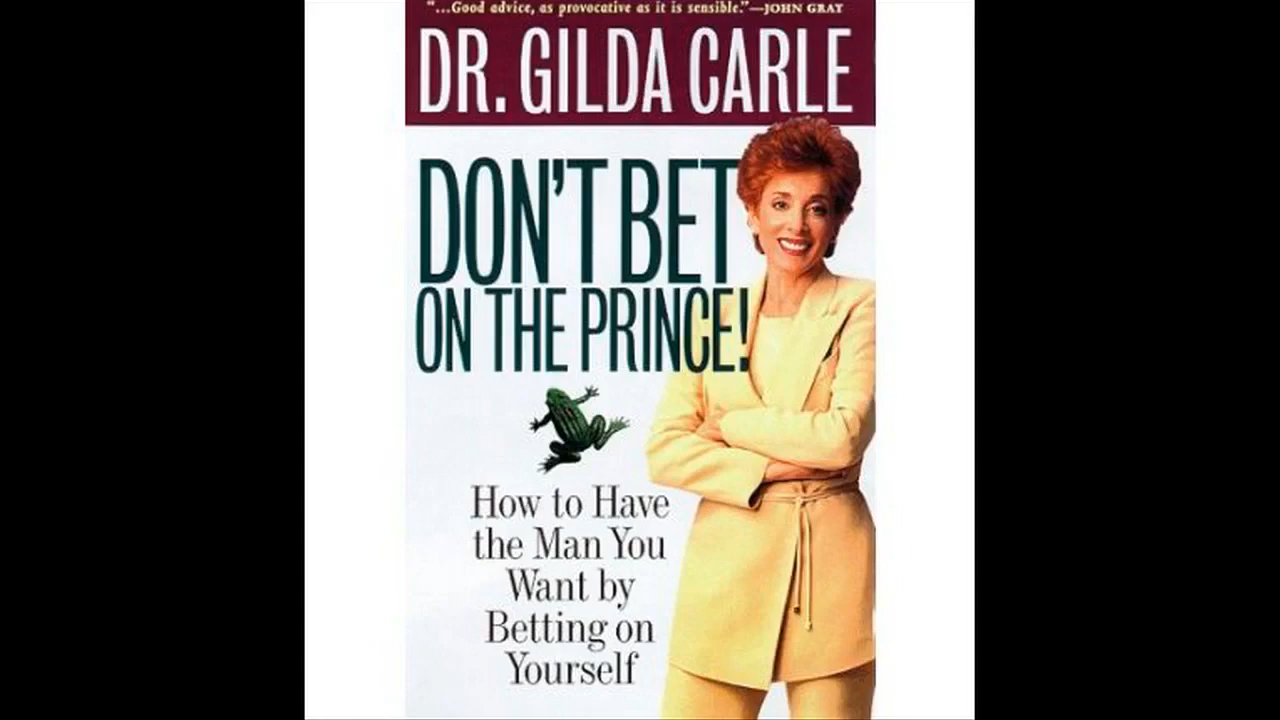 “...Good advice, as provocative as it is sensible.”—JOHN GRAY
DR. GILDA CARLE
DON'T BET
ON THE PRINCE!
How to Have
the Man You
Want by
Betting on
Yourself